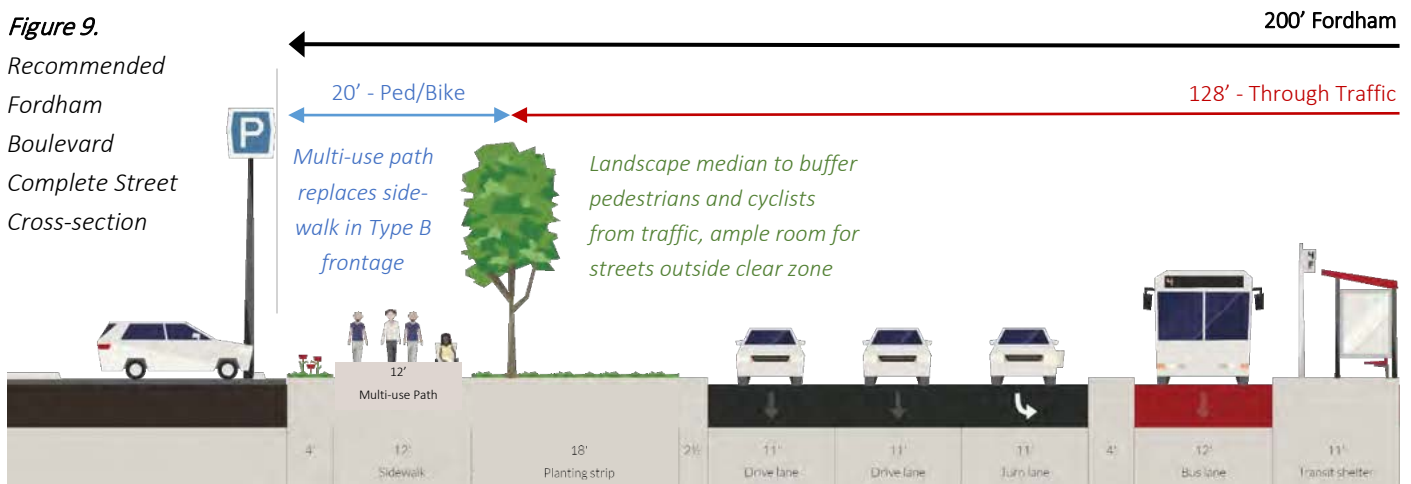 Figure 9.
Recommended
Fordham
Boulevard
Complete Street
Cross-section
200’ Fordham
20’ - Ped/Bike
128’ - Through Traffic
P
Multi-use path
replaces side-
walk in Type B
frontage
Landscape median to buffer
pedestrians and cyclists
from traffic, ample room for
streets outside clear zone
4
12’
Multi-use Path
4'
12'
Sidewalk
18'
Planting strip
2½'
11'
Drive lane
11'
Drive lane
11'
Turn lane
4'
12'
Bus lane
11'
Transit shelter